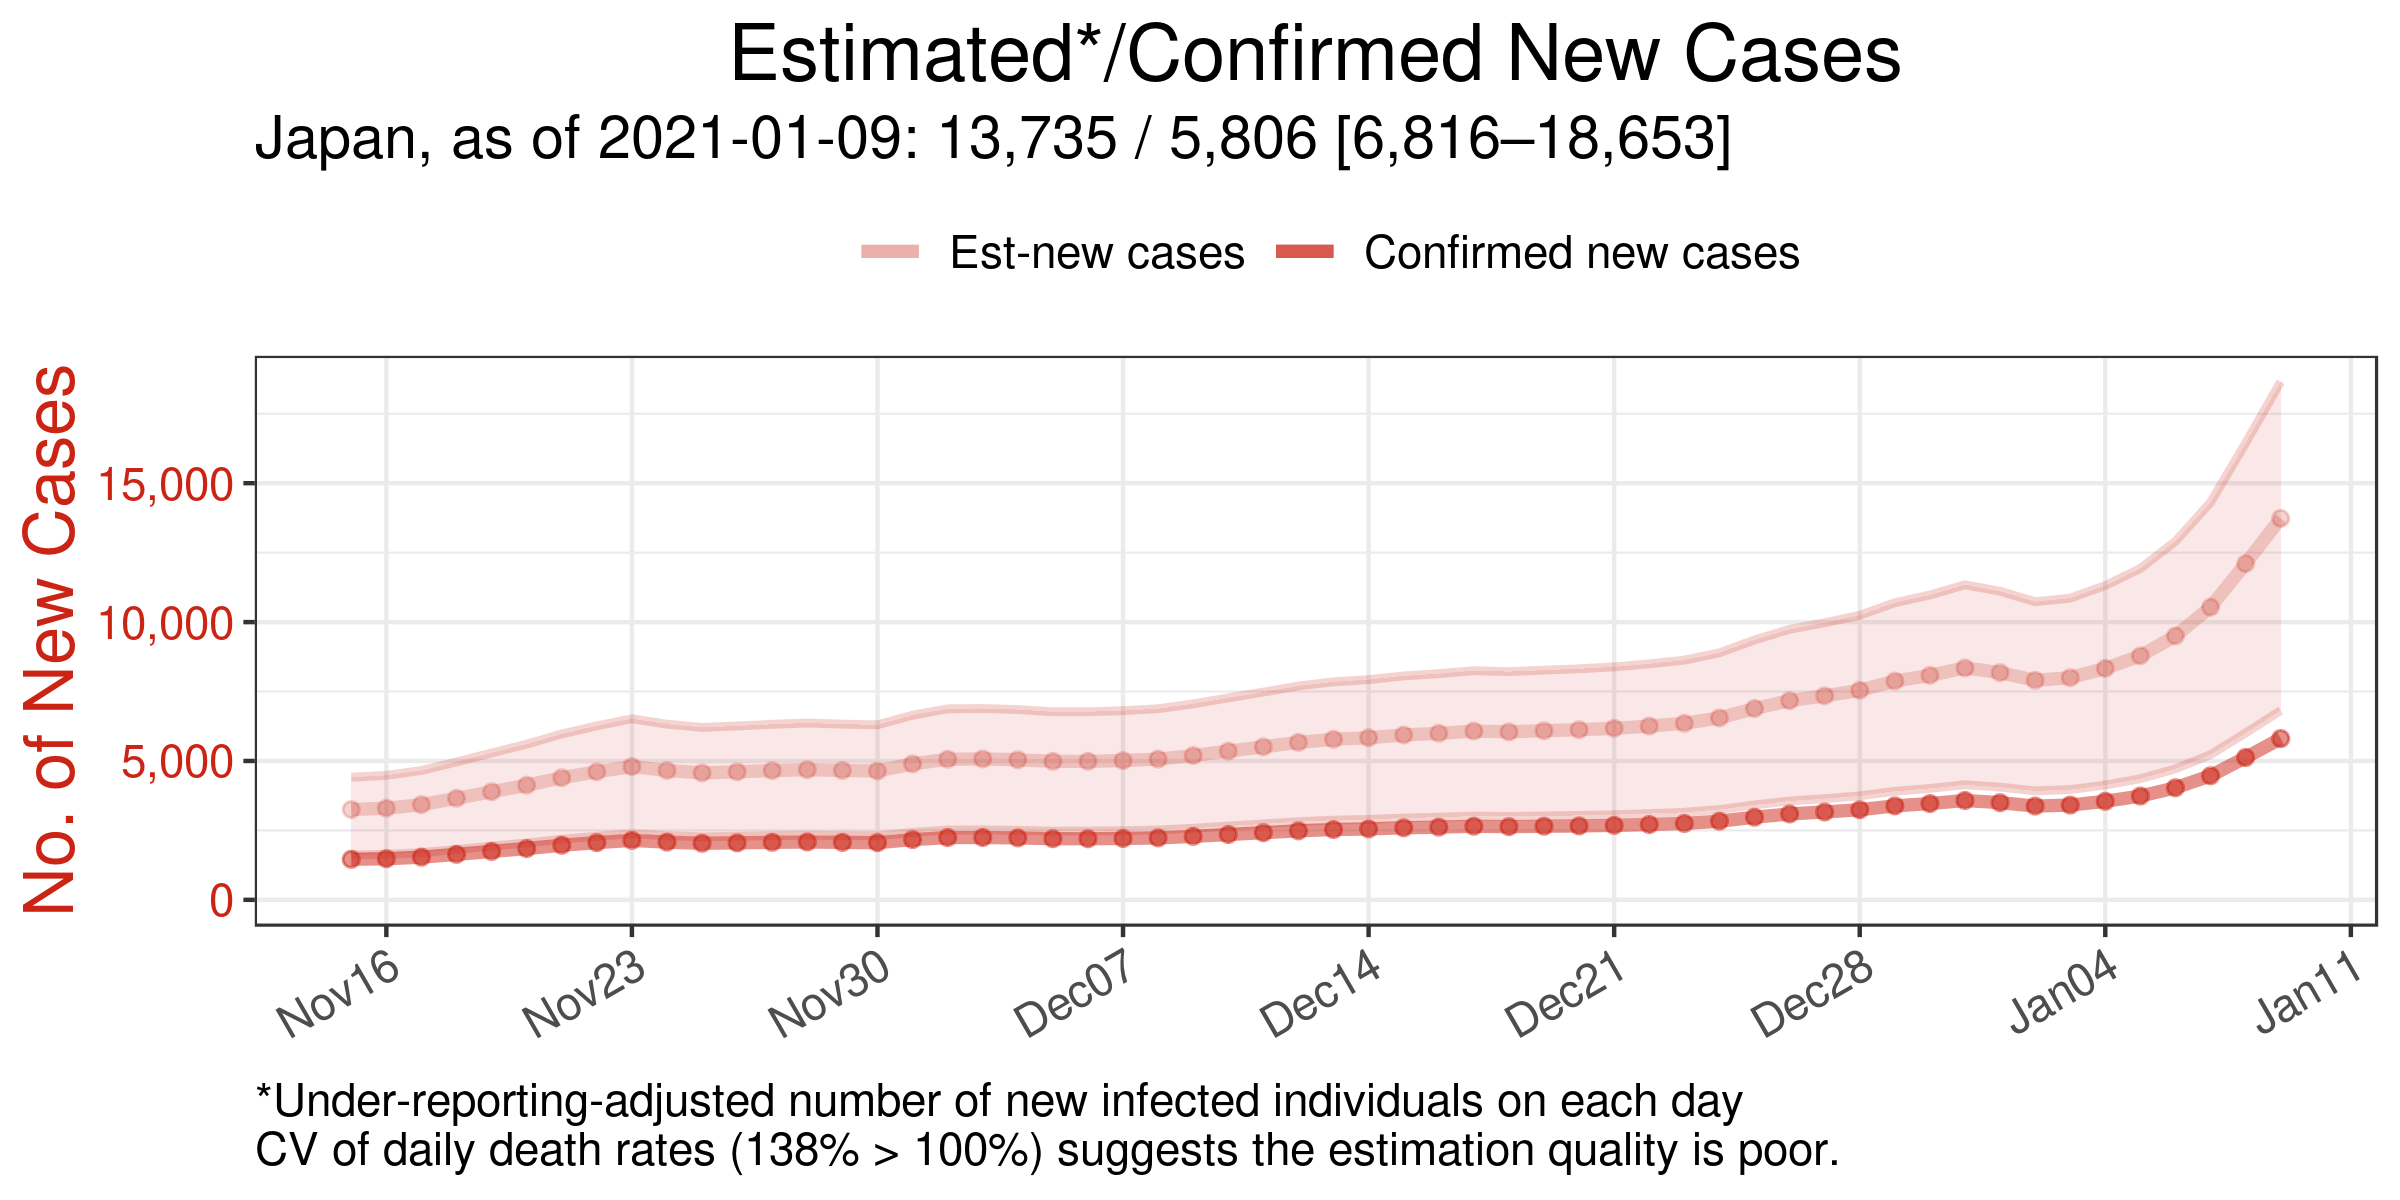 Estimated*/Confirmed New Cases
Japan, as of 2021-01-09: 13,735 / 5,806 [6,816–18,653]
Est-new cases
Confirmed new cases
No. of New Cases
15,000
10,000
5,000
0
Nov16
Nov23
Nov30
Dec07
Dec14
Dec21
Dec28
Jan04
Jan11
*Under-reporting-adjusted number of new infected individuals on each day
CV of daily death rates (138% > 100%) suggests the estimation quality is poor.